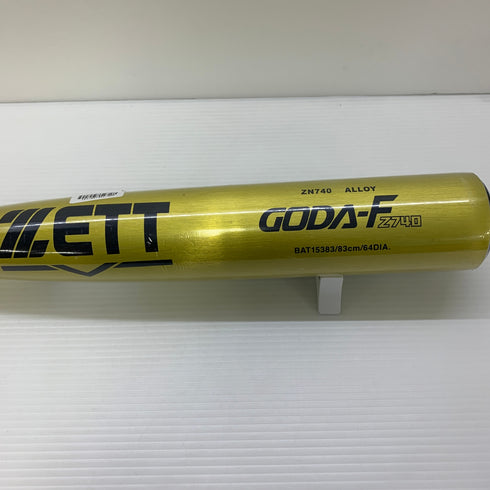 ZETT
ZN740 ALLOY
GODA-F Z740
BAT15383/83cm/64DIA.